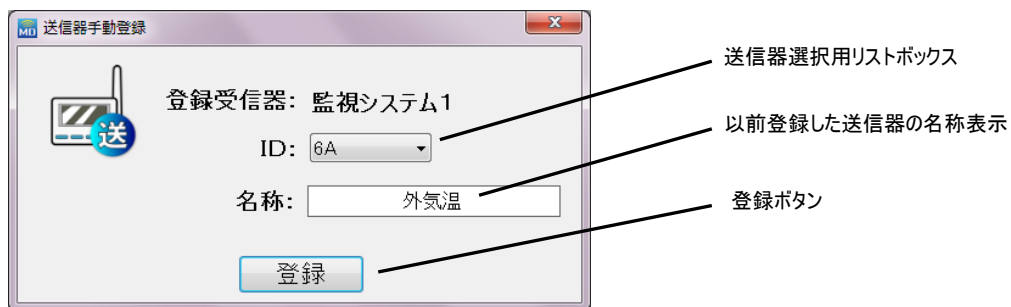 MD 送信器手動登録
送信器選択用リストボックス
登録受信器: 監視システム1
送
以前登録した送信器の名称表示
ID: 6A
名称: 外気温
登録ボタン
登録